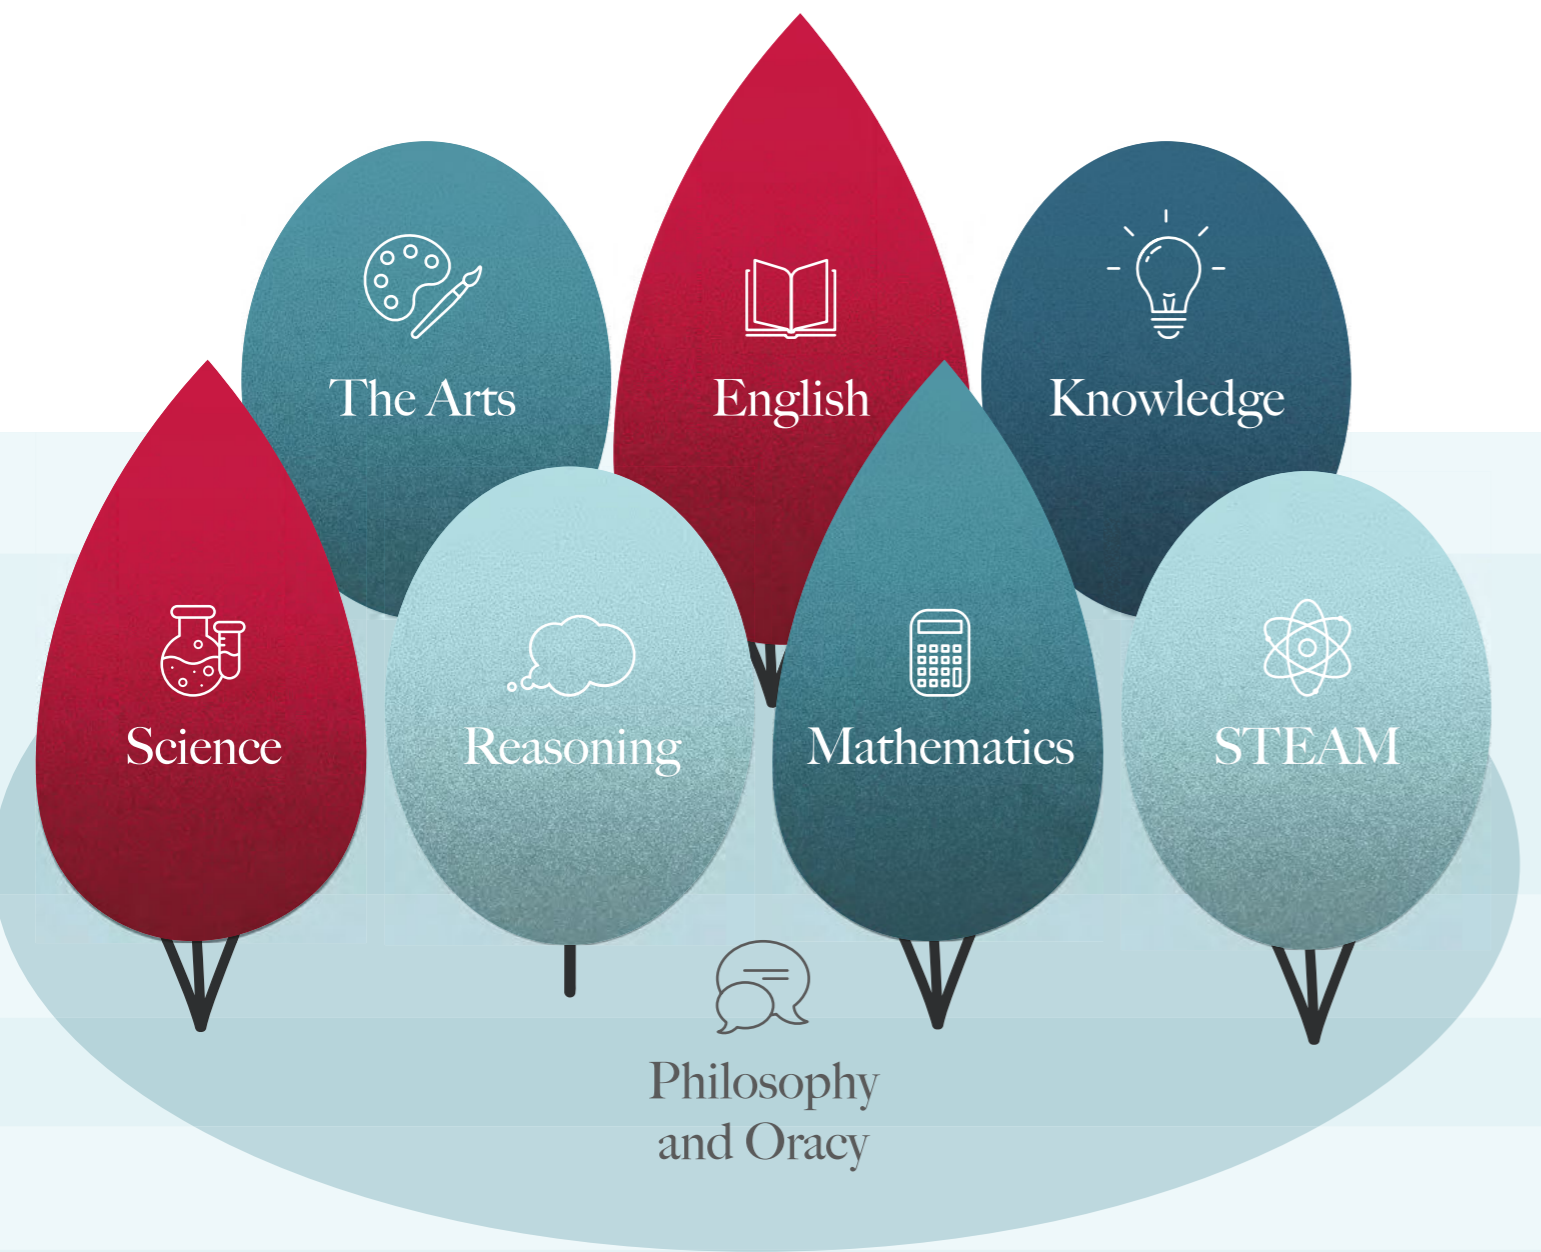 The Arts
English
Knowledge
Science
Reasoning
Mathematics
STEAM
Philosophy
and Oracy